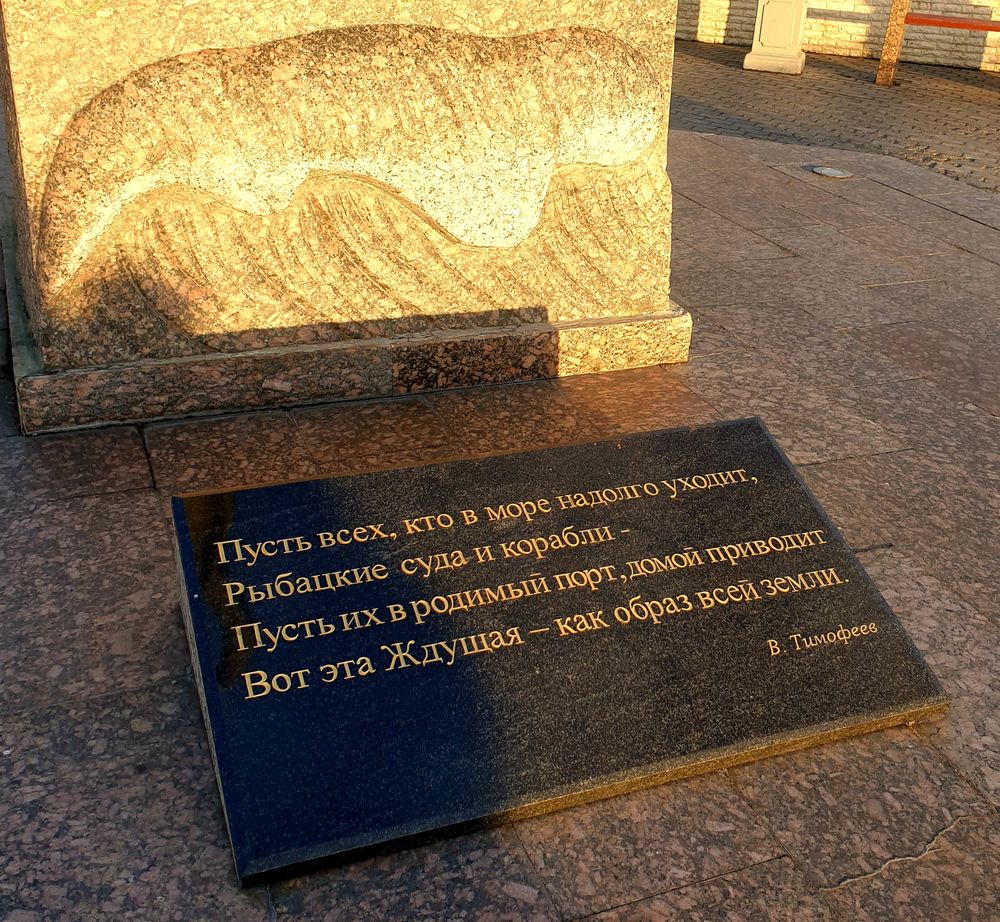 Пусть всех, кто в море надолго уходит,
Рыбацкие суда и корабли -
Пусть их в родимый порт, домой приводит
Вот эта Ждущая – как образ всей земли.
В. Тимофеев